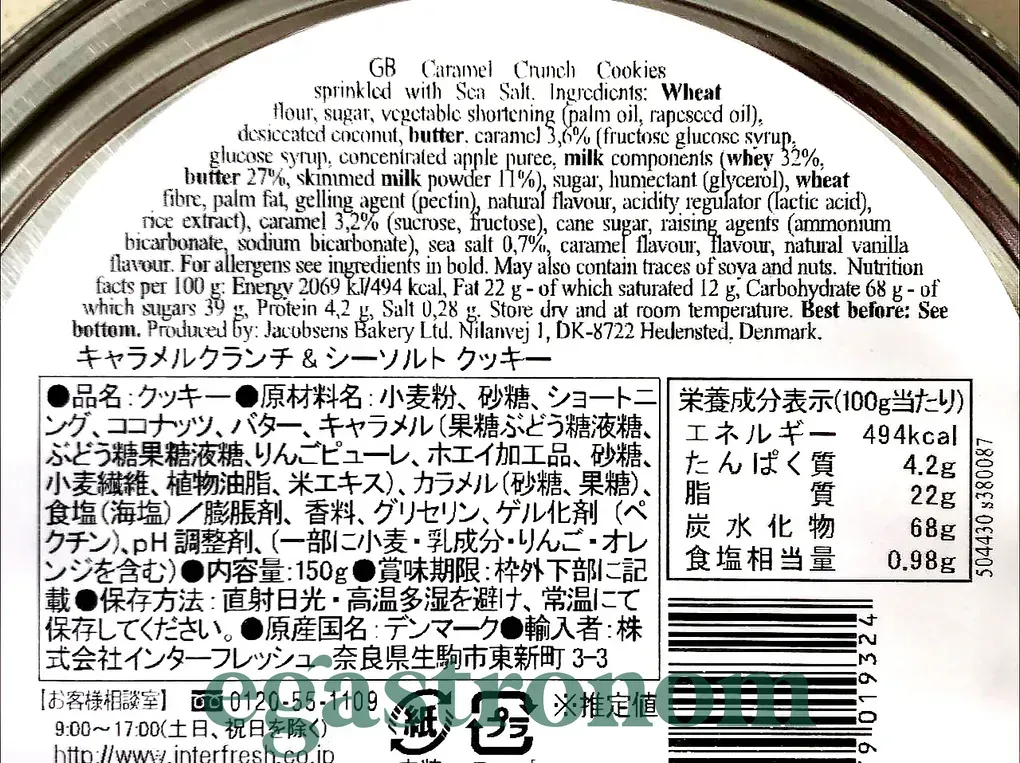 GB Caramel Crunch Cookies
sprinkled with Sea Salt. Ingredients: Wheat
flour, sugar, vegetable shortening (palm oil, rapeseed oil),
desiccated coconut, butter, caramel 3,6% (fructose glucose syrup,
glucose syrup, concentrated apple puree, milk components (whey 32%,
butter 27%, skimmed milk powder 11%), sugar, humectant (glycerol), wheat
fibre, palm fat, gelling agent (pectin), natural flavour, acidity regulator (lactic acid),
rice extract), caramel 3,2% (sucrose, fructose), cane sugar, raising agents (ammonium
bicarbonate, sodium bicarbonate), sea salt 0,7%, caramel flavour, flavour, natural vanilla
flavour. For allergens see ingredients in bold. May also contain traces of soya and nuts. Nutrition
facts per 100 g: Energy 2069 kJ/494 kcal, Fat 22 g - of which saturated 12 g, Carbohydrate 68 g - of
which sugars 39 g, Protein 4,2 g, Salt 0,28 g. Store dry and at room temperature. Best before: See
bottom. Produced by: Jacobsens Bakery Ltd. Nilanvej 1, DK-8722 Hedensted, Denmark.
キャラメルクランチ & シーソルト クッキー
●品名:クッキー●原材料名:小麦粉、砂糖、ショートニ
ング、ココナッツ、バター、キャラメル(果糖ぶどう糖液糖、
ぶどう糖果糖液糖、りんごピューレ、ホエイ加工品、砂糖、
小麦繊維、植物油脂、米エキス)、カラメル(砂糖、果糖)、
食塩(海塩)/膨脹剤、香料、グリセリン、ゲル化剤(ペ
クチン)、pH調整剤、(一部に小麦・乳成分・りんご・オレ
ンジを含む)●内容量:150g●賞味期限:枠外下部に記
載●保存方法:直射日光・高温多湿を避け、常温にて
保存してください。●原産国名:デンマーク●輸入者:株
式会社インターフレッシュ 奈良県生駒市東新町3-3
栄養成分表示(100g当たり)
エネルギー 494kcal
たんぱく質 4.2g
脂質 22g
炭水化物 68g
食塩相当量 0.98g
504430 s380087
【お客様相談室】 0120-55-1109
9:00~17:00(土日、祝日を除く)
http://www.interfresh.co.jp
紙
プラ
※推定値
9019324
egastronom